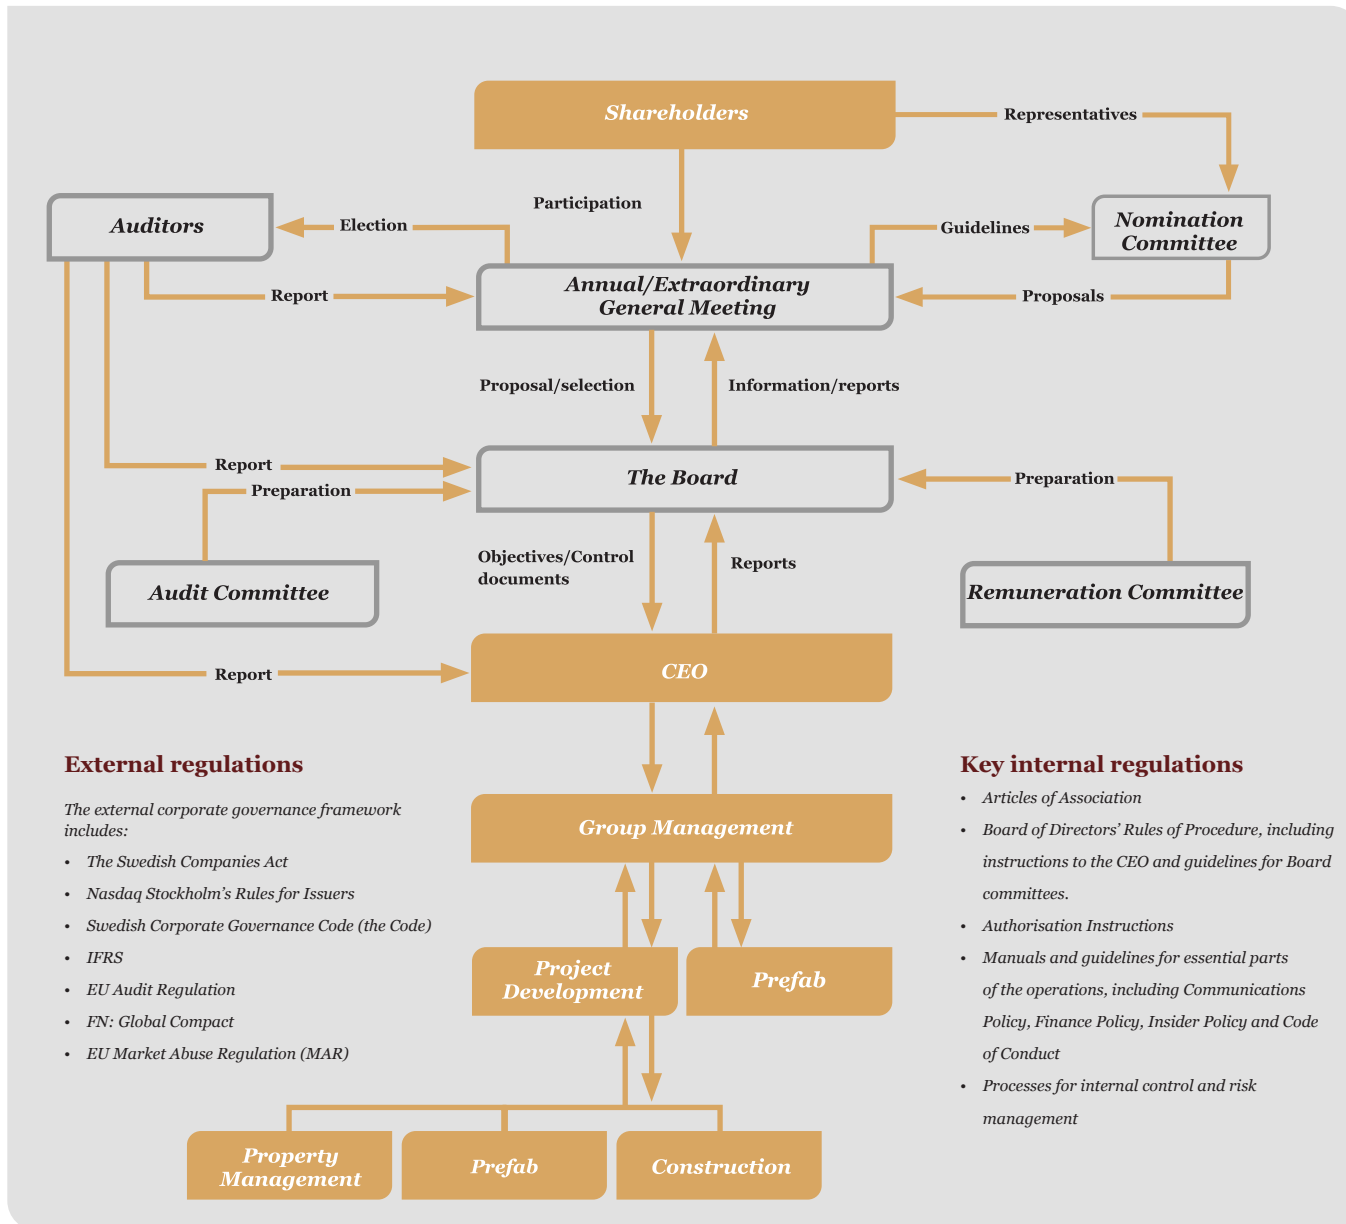 Shareholders
Representatives
Participation
Auditors
Election
Guidelines
Nomination
Committee
Annual/Extraordinary
General Meeting
Report
Proposals
Proposal/selection
Information/reports
Report
The Board
Preparation
Preparation
Objectives/Control
documents
Reports
Audit Committee
Remuneration Committee
CEO
Report
External regulations
The external corporate governance framework
includes:
• The Swedish Companies Act
• Nasdaq Stockholm’s Rules for Issuers
• Swedish Corporate Governance Code (the Code)
• IFRS
• EU Audit Regulation
• FN: Global Compact
• EU Market Abuse Regulation (MAR)
Key internal regulations
• Articles of Association
• Board of Directors’ Rules of Procedure, including
instructions to the CEO and guidelines for Board
committees.
• Authorisation Instructions
• Manuals and guidelines for essential parts
of the operations, including Communications
Policy, Finance Policy, Insider Policy and Code
of Conduct
• Processes for internal control and risk
management
Group Management
Project
Development
Prefab
Property
Management
Prefab
Construction